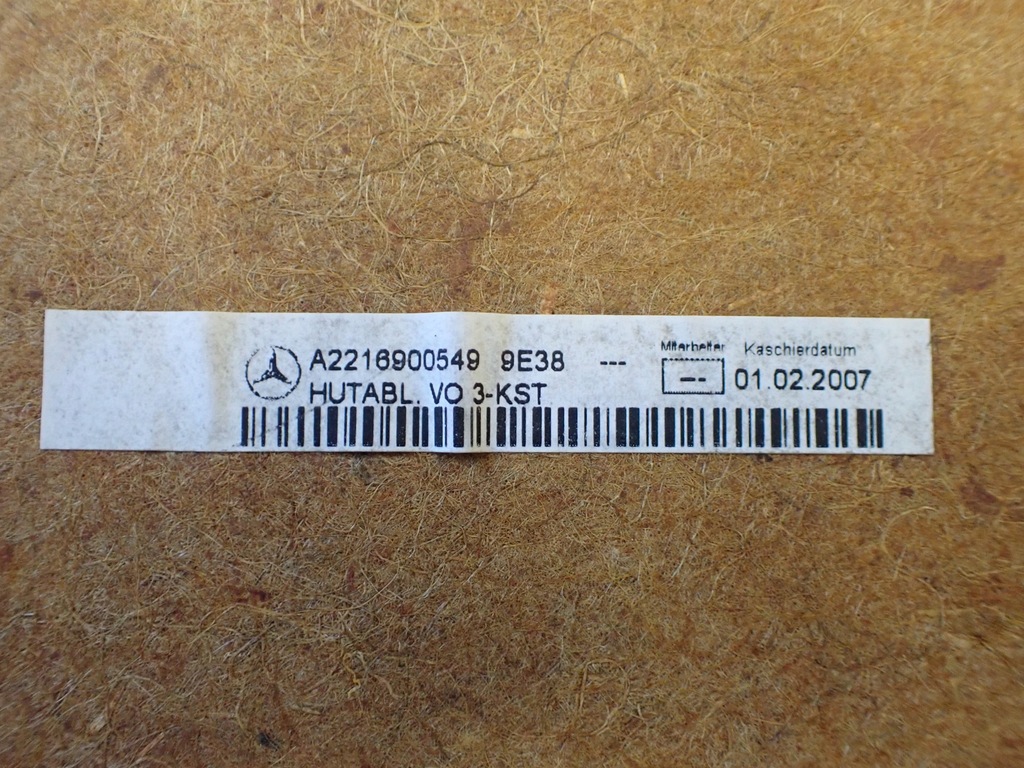 A2216900549 9E38 ---
HUTABL. VO 3-KST
Mitarbeiter
---
Kaschierdatum
01.02.2007